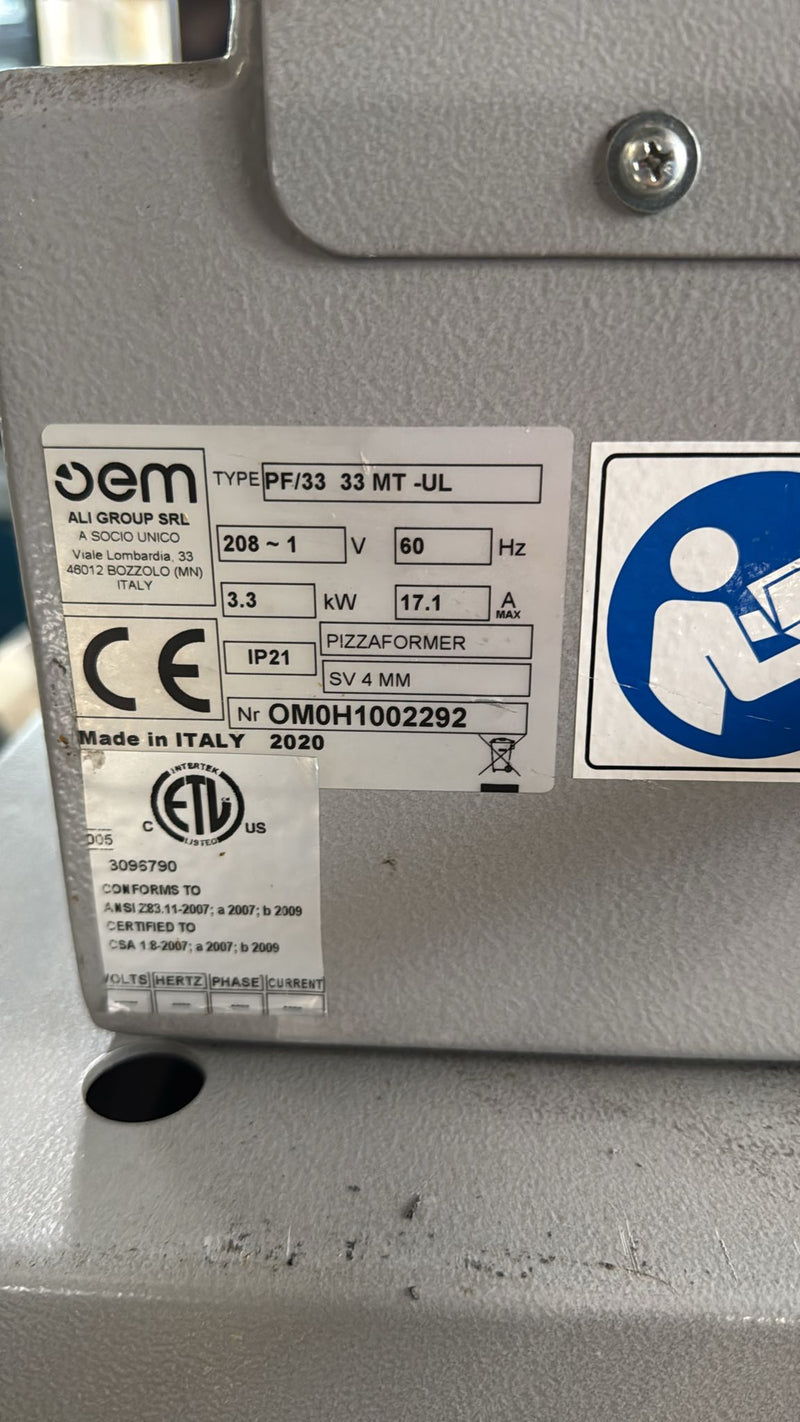 oem
ALI GROUP SRL
A SOCIO UNICO
Viale Lombardia, 33
46012 BOZZOLO (MN)
ITALY
TYPE PF/33 33 MT -UL
208 ~ 1 V 60 Hz
3.3 kW 17.1 A MAX
CE
IP21
PIZZAFORMER
SV 4 MM
Nr OM0H1002292
Made in ITALY 2020
INTERTEK
ETL
LISTED
C US
005
3096790
CONFORMS TO
ANSI Z83.11-2007; a 2007; b 2009
CERTIFIED TO
CSA 1.8-2007; a 2007; b 2009
VOLTS HERTZ PHASE CURRENT